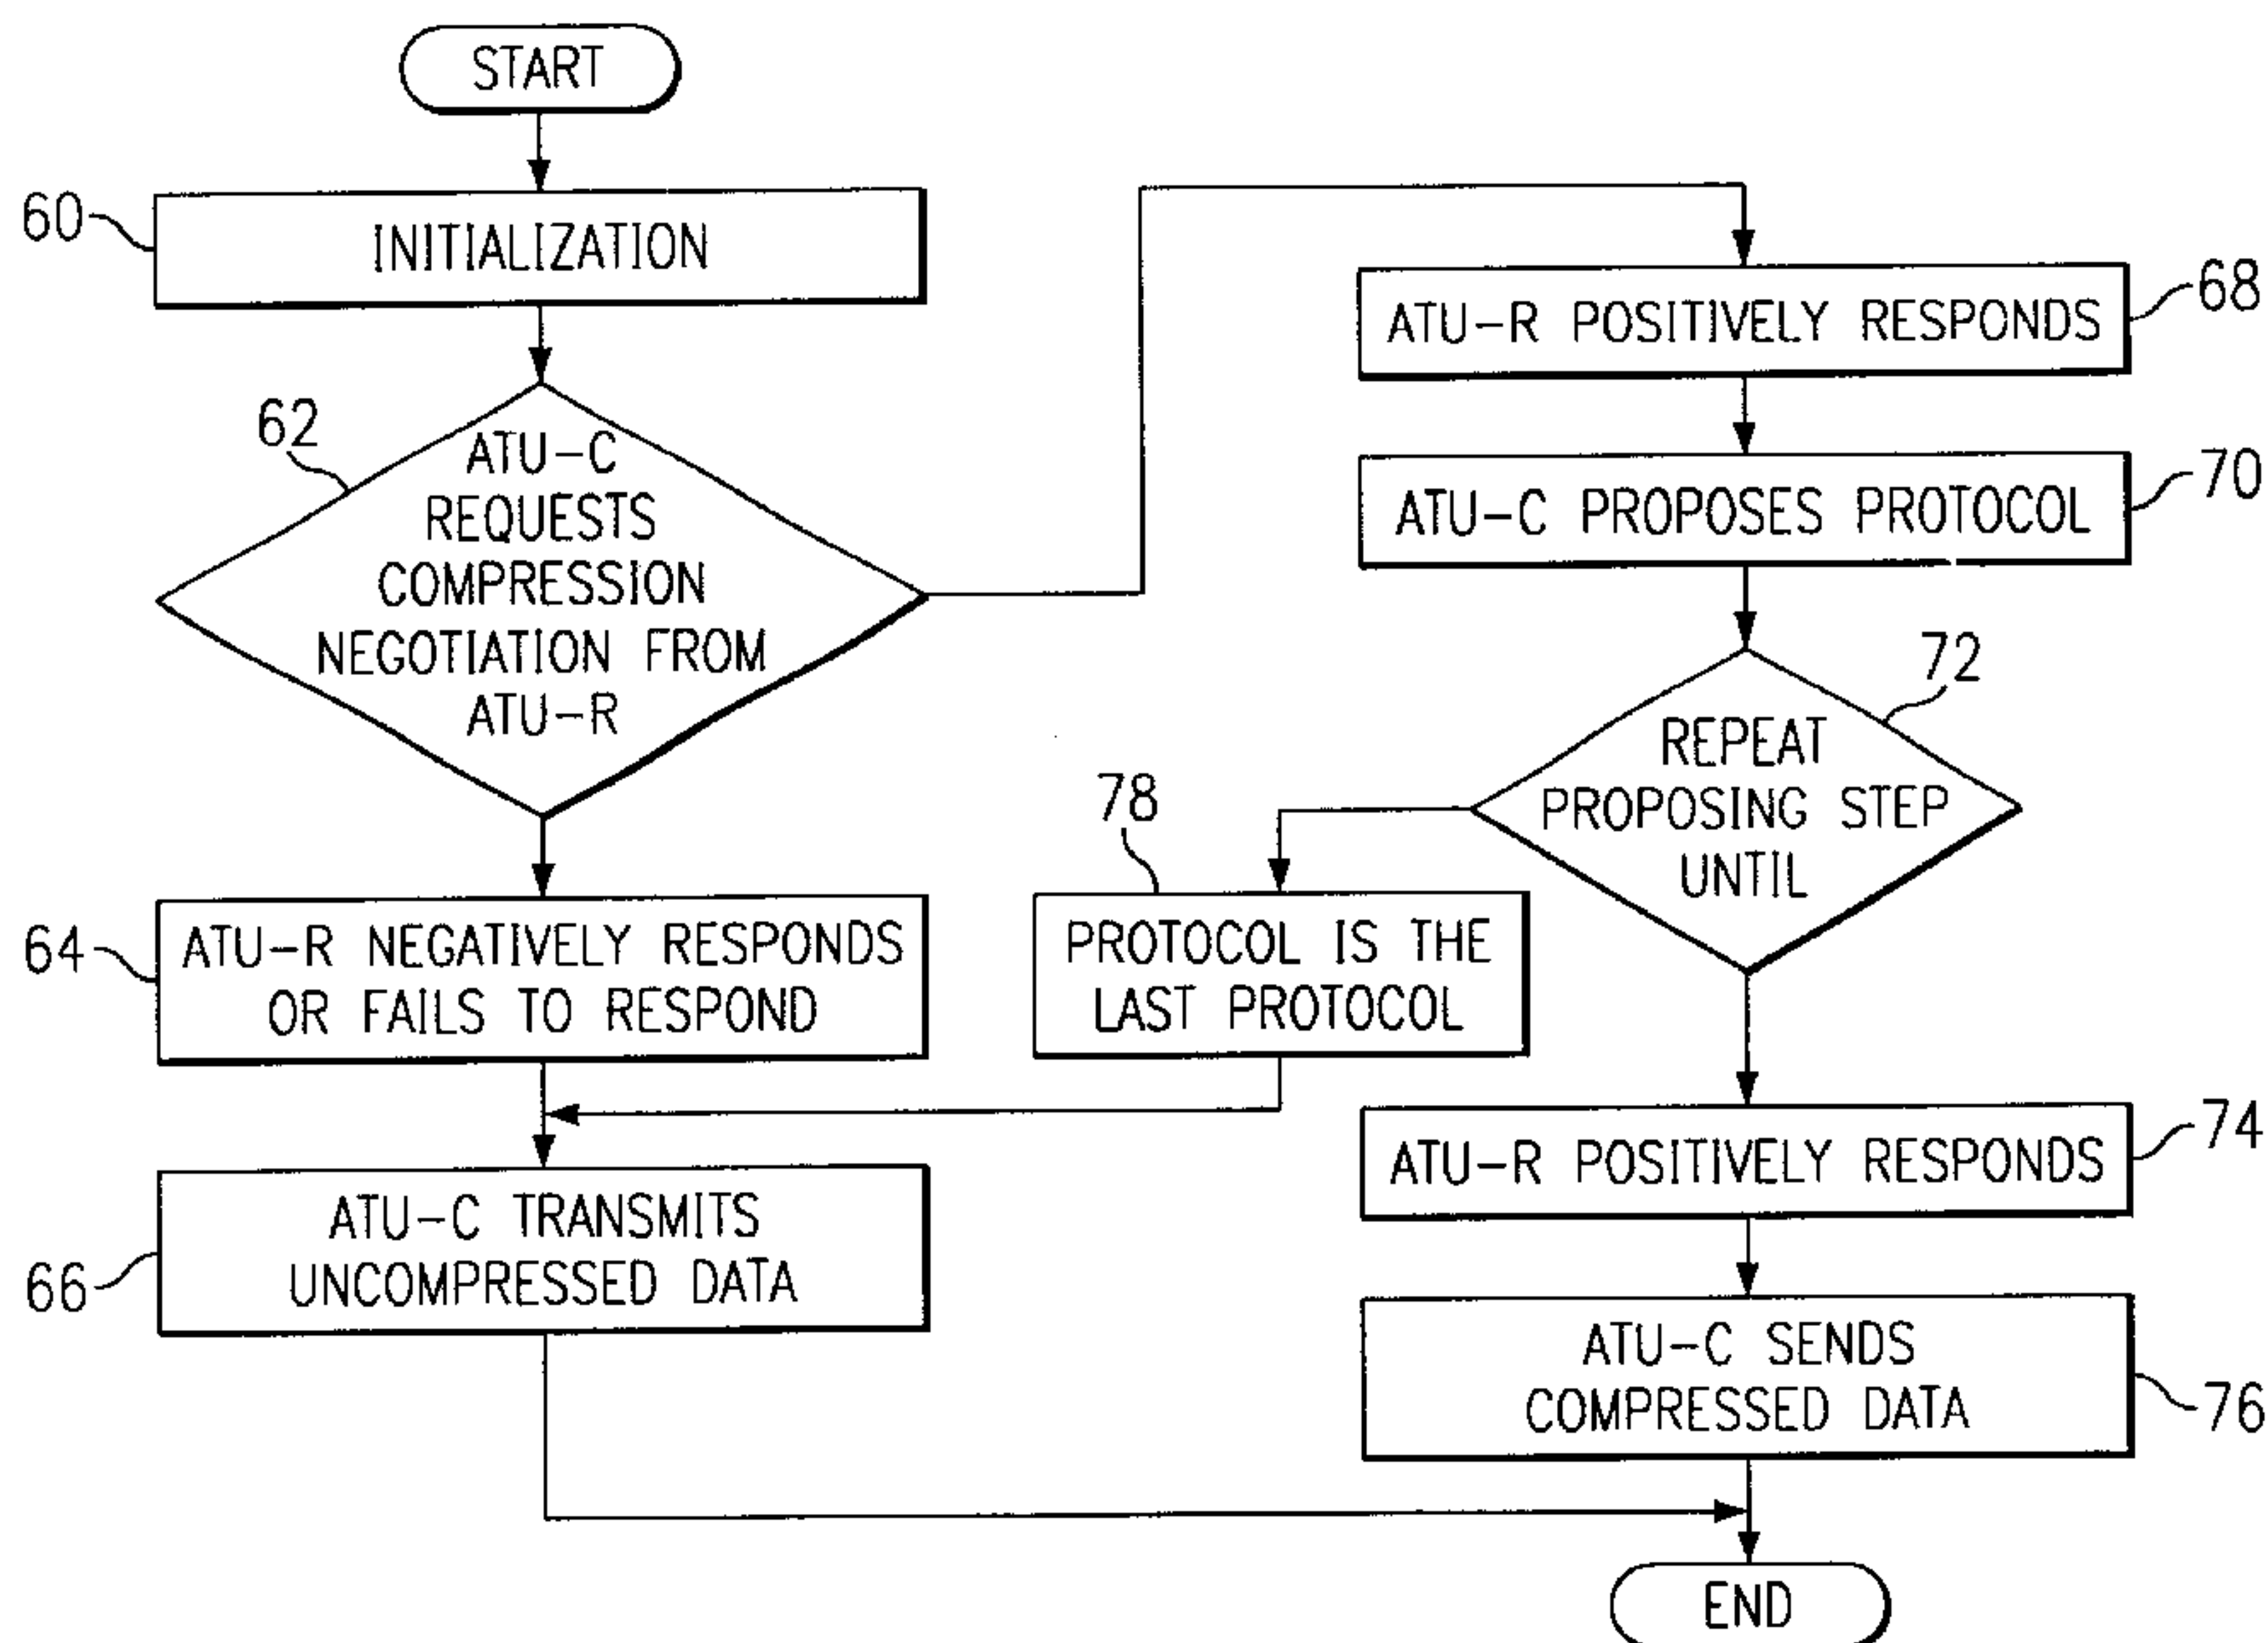 START
60
INITIALIZATION
62
ATU-C
REQUESTS
COMPRESSION
NEGOTIATION FROM
ATU-R
64
ATU-R NEGATIVELY RESPONDS
OR FAILS TO RESPOND
66
ATU-C TRANSMITS
UNCOMPRESSED DATA
68
ATU-R POSITIVELY RESPONDS
70
ATU-C PROPOSES PROTOCOL
72
REPEAT
PROPOSING STEP
UNTIL
78
PROTOCOL IS THE
LAST PROTOCOL
74
ATU-R POSITIVELY RESPONDS
76
ATU-C SENDS
COMPRESSED DATA
END